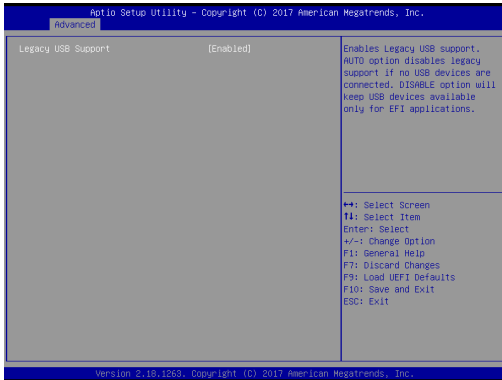 Aptio Setup Utility – Copyright (C) 2017 American Megatrends, Inc.
Advanced
Legacy USB Support [Enabled]
Enables Legacy USB support.
AUTO option disables legacy
support if no USB devices are
connected. DISABLE option will
keep USB devices available
only for EFI applications.
↔: Select Screen
↑↓: Select Item
Enter: Select
+/-: Change Option
F1: General Help
F7: Discard Changes
F9: Load UEFI Defaults
F10: Save and Exit
ESC: Exit
Version 2.18.1263. Copyright (C) 2017 American Megatrends, Inc.